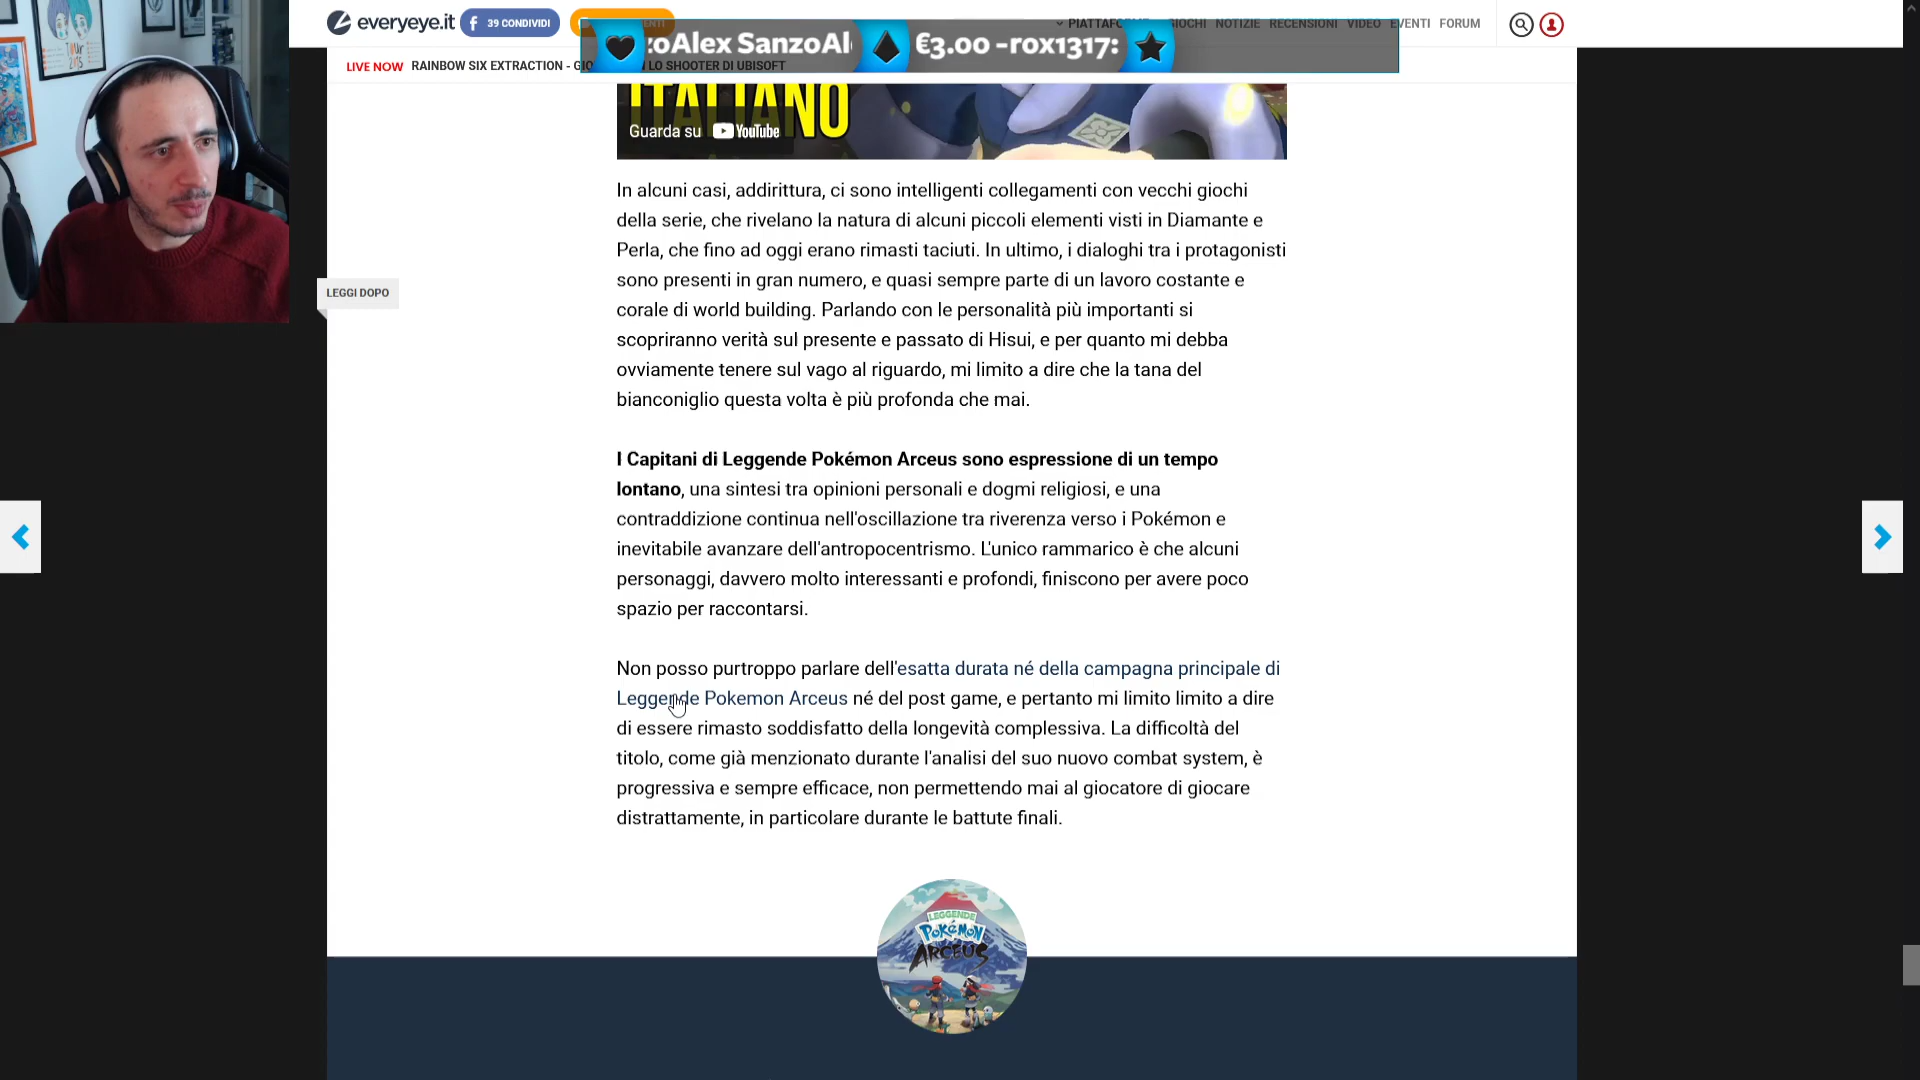 everyeye.it
39 CONDIVIDI
PIATTAFORME GIOCHI NOTIZIE RECENSIONI VIDEO EVENTI FORUM
zoAlex SanzoAl
€3.00 -rox1317:
LIVE NOW RAINBOW SIX EXTRACTION - GIO LO SHOOTER DI UBISOFT
ITALIANO
Guarda su YouTube
In alcuni casi, addirittura, ci sono intelligenti collegamenti con vecchi giochi
della serie, che rivelano la natura di alcuni piccoli elementi visti in Diamante e
Perla, che fino ad oggi erano rimasti taciuti. In ultimo, i dialoghi tra i protagonisti
sono presenti in gran numero, e quasi sempre parte di un lavoro costante e
LEGGI DOPO
corale di world building. Parlando con le personalità più importanti si
scopriranno verità sul presente e passato di Hisui, e per quanto mi debba
ovviamente tenere sul vago al riguardo, mi limito a dire che la tana del
bianconiglio questa volta è più profonda che mai.
I Capitani di Leggende Pokémon Arceus sono espressione di un tempo
lontano, una sintesi tra opinioni personali e dogmi religiosi, e una
contraddizione continua nell'oscillazione tra riverenza verso i Pokémon e
inevitabile avanzare dell'antropocentrismo. L'unico rammarico è che alcuni
personaggi, davvero molto interessanti e profondi, finiscono per avere poco
spazio per raccontarsi.
Non posso purtroppo parlare dell'esatta durata né della campagna principale di
Leggende Pokemon Arceus né del post game, e pertanto mi limito limito a dire
di essere rimasto soddisfatto della longevità complessiva. La difficoltà del
titolo, come già menzionato durante l'analisi del suo nuovo combat system, è
progressiva e sempre efficace, non permettendo mai al giocatore di giocare
distrattamente, in particolare durante le battute finali.
LEGGENDE
POKÉMON
ARCEUS